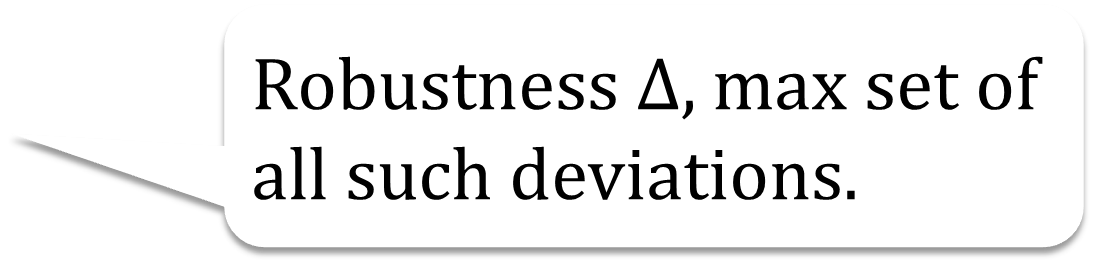 Robustness Δ, max set of
all such deviations.